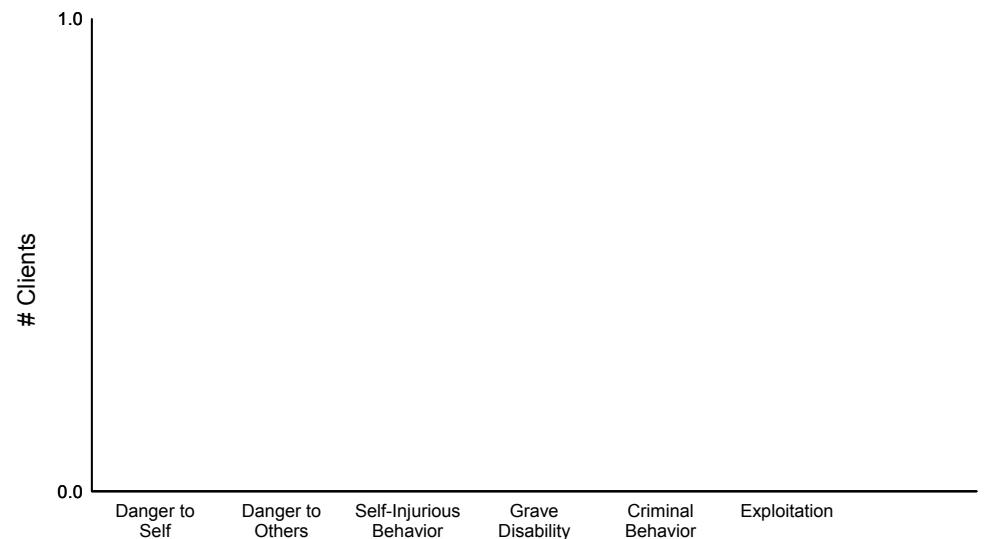 1.0
# Clients
0.0
Danger to
Self
Danger to
Others
Self-Injurious
Behavior
Grave
Disability
Criminal
Behavior
Exploitation